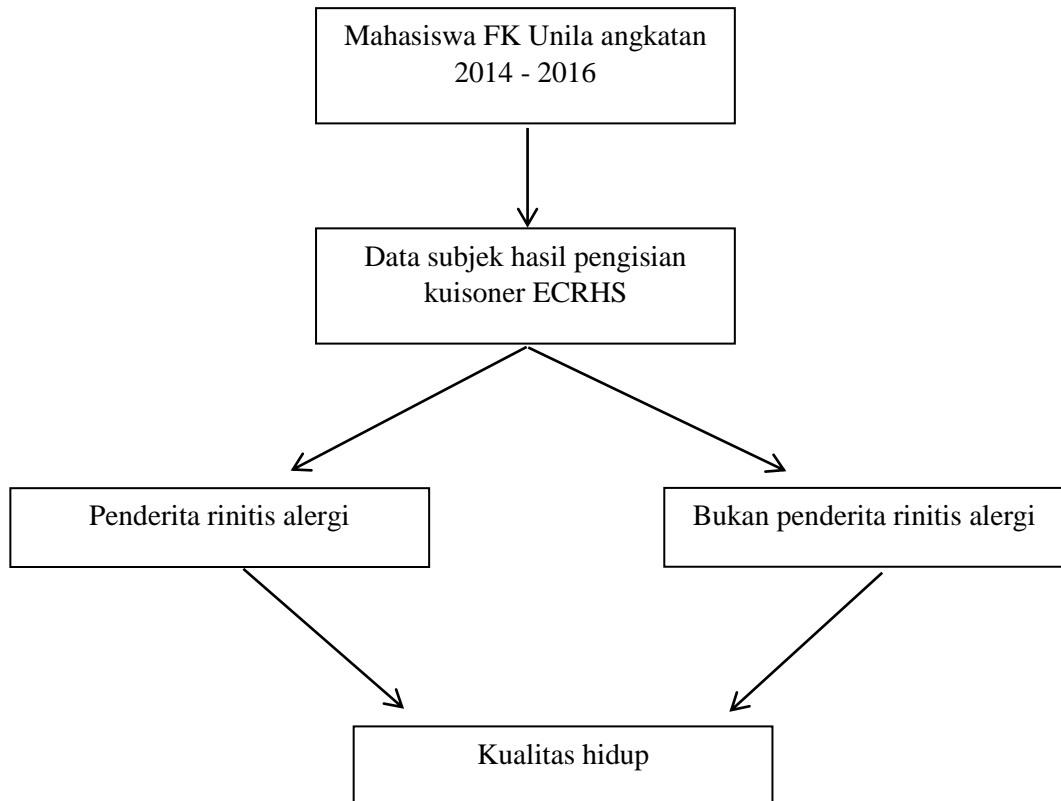 Mahasiswa FK Unila angkatan
2014 - 2016
Data subjek hasil pengisian
kuisoner ECRHS
Penderita rinitis alergi
Bukan penderita rinitis alergi
Kualitas hidup